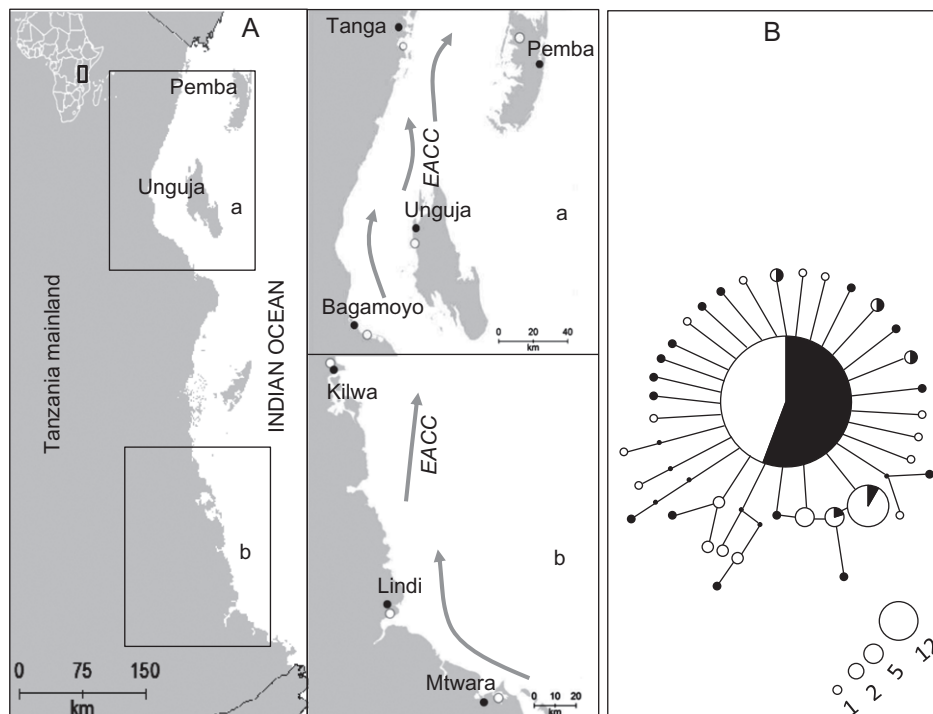 A
Pemba
Unguja
a
Tanzania mainland
INDIAN OCEAN
b
0 75 150
km
Tanga
Pemba
EACC
Unguja
a
Bagamoyo
0 20 40
km
Kilwa
EACC
b
Lindi
Mtwara
0 10 20
km
B
1 2 5 12